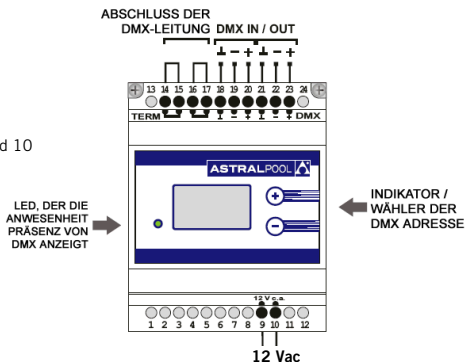 ABSCHLUSS DER
DMX-LEITUNG DMX IN / OUT
⊥ − + ⊥ − +
13 14 15 16 17 18 19 20 21 22 23 24
TERM ⊥ − + ⊥ − + DMX
d 10
ASTRALPOOL
+
−
LED, DER DIE
ANWESENHEIT
PRÄSENZ VON
DMX ANZEIGT
INDIKATOR /
WÄHLER DER
DMX ADRESSE
12 V c.a.
1 2 3 4 5 6 7 8 9 10 11 12
12 Vac